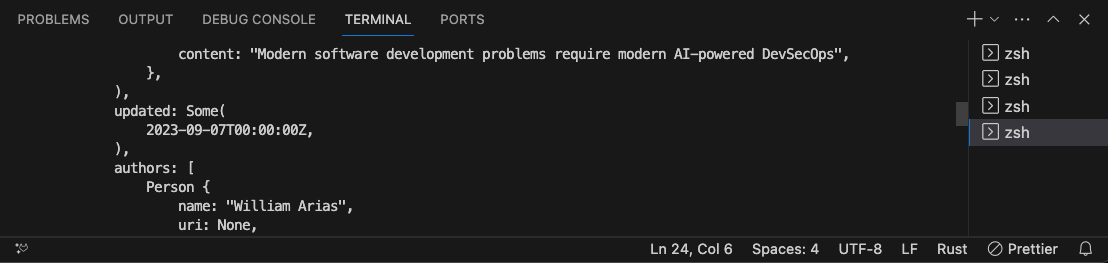 PROBLEMS OUTPUT DEBUG CONSOLE TERMINAL PORTS
content: "Modern software development problems require modern AI-powered DevSecOps",
},
),
updated: Some(
2023-09-07T00:00:00Z,
),
authors: [
Person {
name: "William Arias",
uri: None,
zsh
zsh
zsh
zsh
Ln 24, Col 6 Spaces: 4 UTF-8 LF Rust Prettier